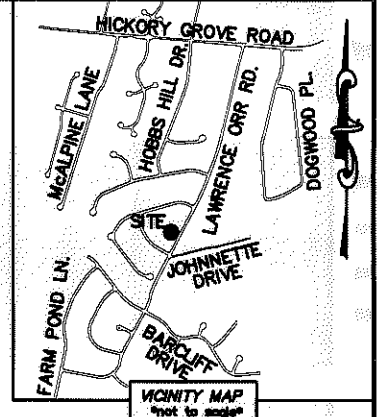 HICKORY GROVE ROAD
McALPINE LANE
HOBBS HILL DR.
LAWRENCE ORR RD.
DOGWOOD PL.
SITE
JOHNNETTE
DRIVE
FARM POND LN.
BARCLIFF
DRIVE
VICINITY MAP
*not to scale*